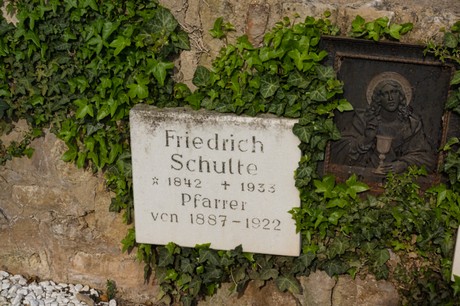 Friedrich
Schulte
* 1842 + 1933
Pfarrer
von 1887-1922